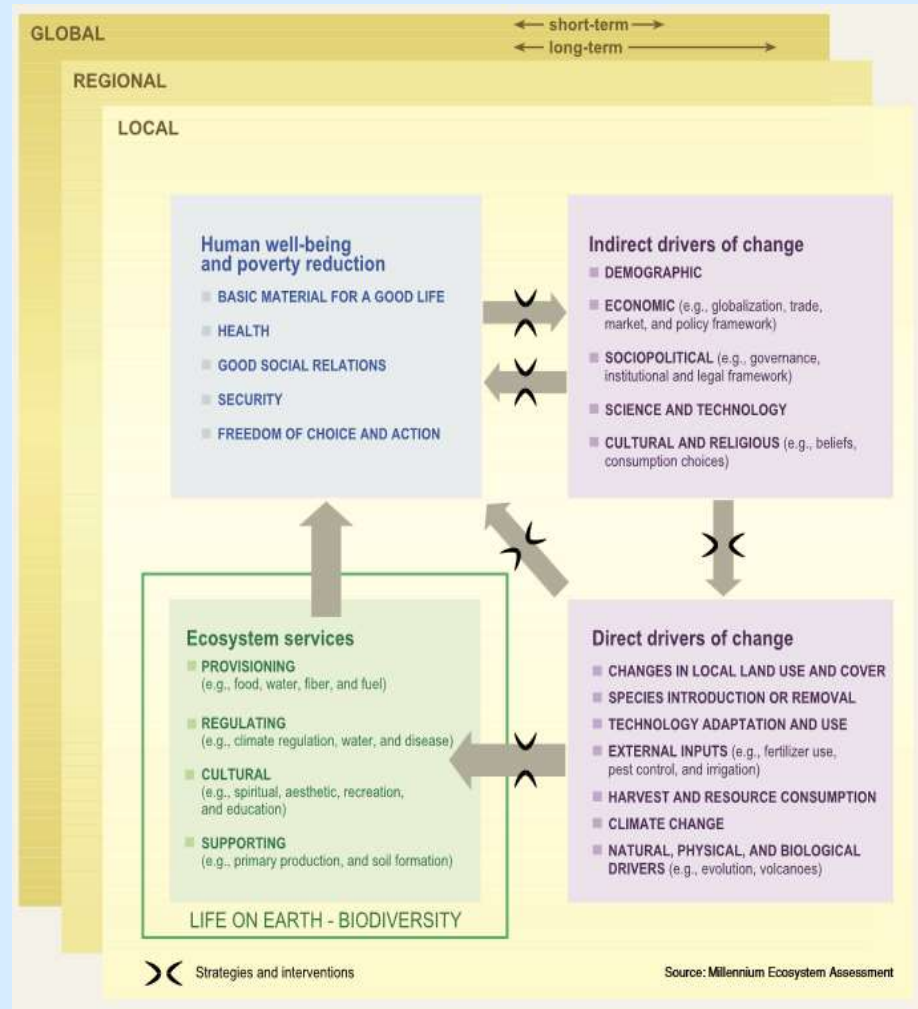 GLOBAL
short-term
long-term
REGIONAL
LOCAL
Human well-being
and poverty reduction
BASIC MATERIAL FOR A GOOD LIFE
HEALTH
GOOD SOCIAL RELATIONS
SECURITY
FREEDOM OF CHOICE AND ACTION
Indirect drivers of change
DEMOGRAPHIC
ECONOMIC (e.g., globalization, trade,
market, and policy framework)
SOCIOPOLITICAL (e.g., governance,
institutional and legal framework)
SCIENCE AND TECHNOLOGY
CULTURAL AND RELIGIOUS (e.g., beliefs,
consumption choices)
Ecosystem services
PROVISIONING
(e.g., food, water, fiber, and fuel)
REGULATING
(e.g., climate regulation, water, and disease)
CULTURAL
(e.g., spiritual, aesthetic, recreation,
and education)
SUPPORTING
(e.g., primary production, and soil formation)
LIFE ON EARTH - BIODIVERSITY
Direct drivers of change
CHANGES IN LOCAL LAND USE AND COVER
SPECIES INTRODUCTION OR REMOVAL
TECHNOLOGY ADAPTATION AND USE
EXTERNAL INPUTS (e.g., fertilizer use,
pest control, and irrigation)
HARVEST AND RESOURCE CONSUMPTION
CLIMATE CHANGE
NATURAL, PHYSICAL, AND BIOLOGICAL
DRIVERS (e.g., evolution, volcanoes)
Strategies and interventions
Source: Millennium Ecosystem Assessment